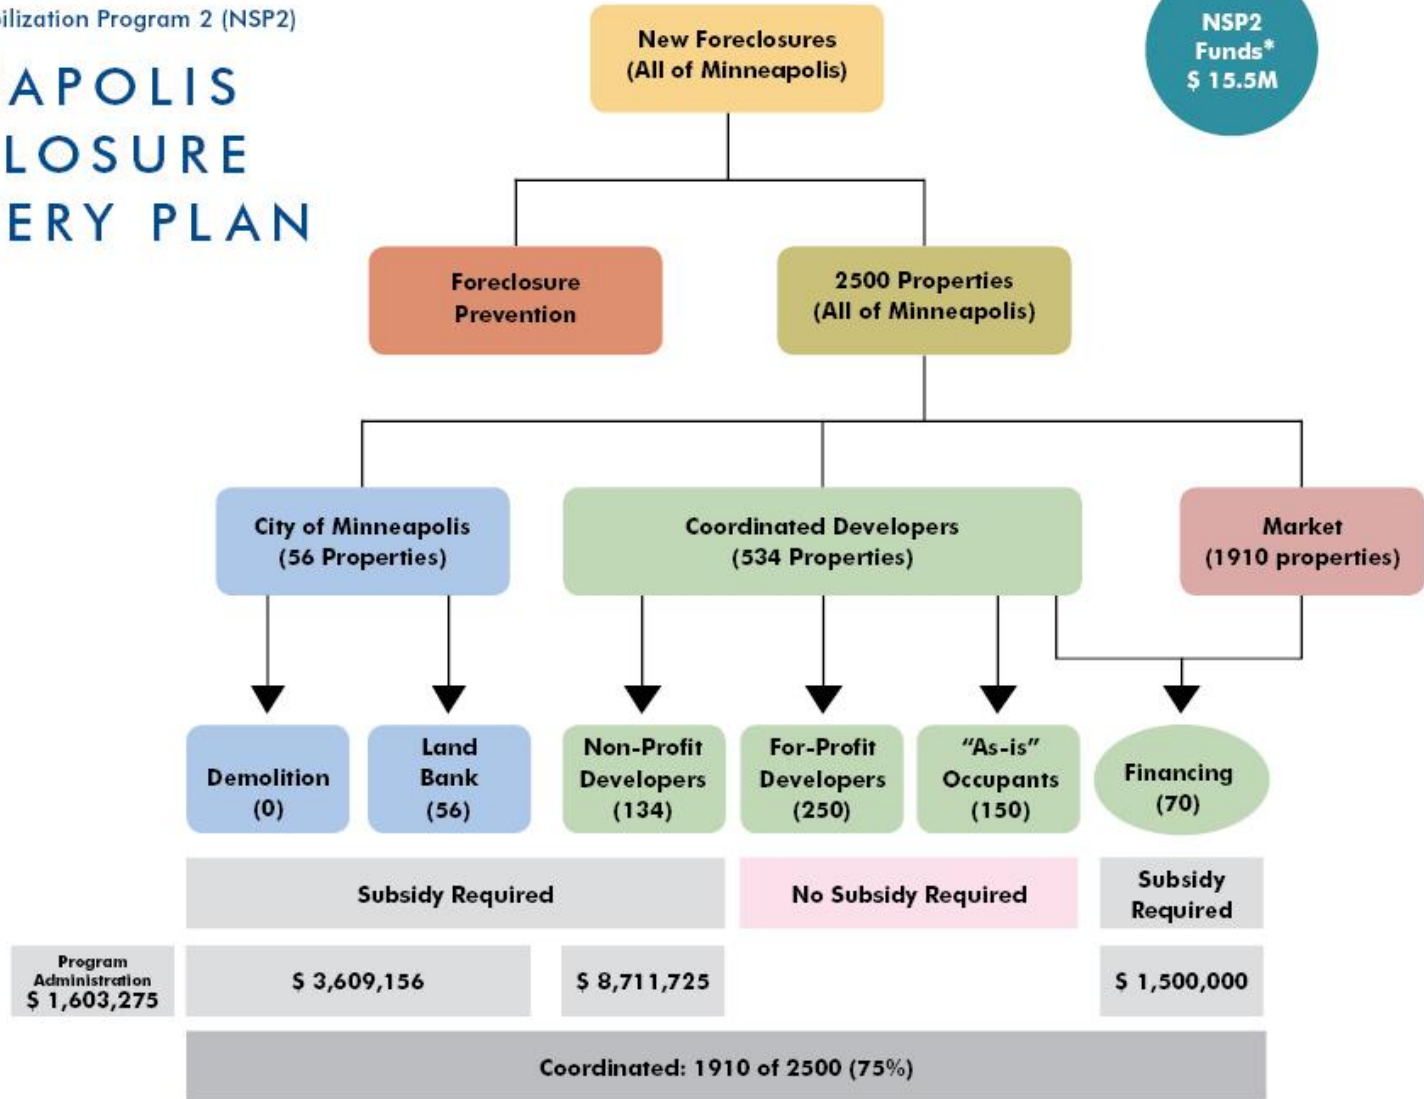 bilization Program 2 (NSP2)
APOLIS
LOSURE
ERY PLAN
NSP2
Funds*
$ 15.5M
New Foreclosures
(All of Minneapolis)
Foreclosure
Prevention
2500 Properties
(All of Minneapolis)
City of Minneapolis
(56 Properties)
Coordinated Developers
(534 Properties)
Market
(1910 properties)
Demolition
(0)
Land
Bank
(56)
Non-Profit
Developers
(134)
For-Profit
Developers
(250)
“As-is”
Occupants
(150)
Financing
(70)
Subsidy Required
No Subsidy Required
Subsidy
Required
Program
Administration
$ 1,603,275
$ 3,609,156
$ 8,711,725
$ 1,500,000
Coordinated: 1910 of 2500 (75%)